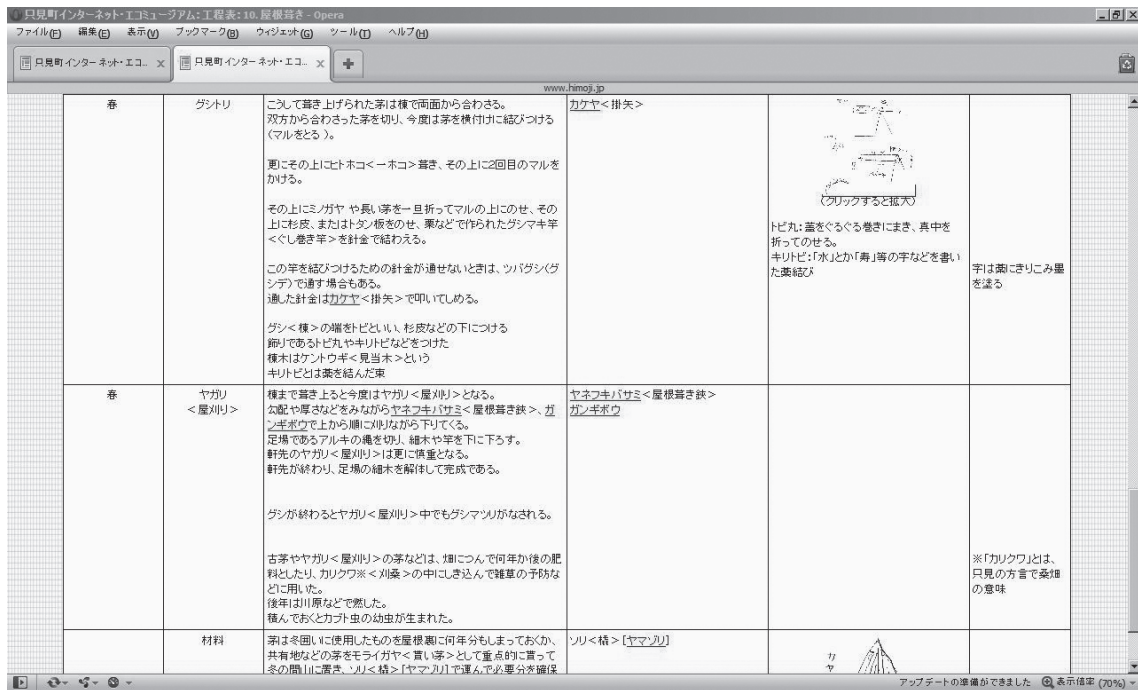 只見町インターネット・エコミュージアム:工程表:10.屋根葺き - Opera
ファイル(F) 編集(E) 表示(V) ブックマーク(B) ウィジェット(G) ツール(T) ヘルプ(H)
只見町インターネット・エコ... × 只見町インターネット・エコ... ×
www.himoji.jp
春
グシトリ
こうして葺き上げられた茅は棟で両面から合わさる。
双方から合わさった茅を切り、今度は茅を横付けに結びつける
(マルをとる)。
更にその上にヒトホコ<一ホコ>葺き、その上に2回目のマルを
かける。
その上にミノガヤ や長い茅を一旦折ってマルの上にのせ、その
上に杉皮、またはトタン板をのせ、栗などで作られたグシマキ竿
<ぐし巻き竿>を針金で結わえる。
この竿を結びつけるための針金が通せないときは、ツバグシ(グ
シデ)で通す場合もある。
通した針金はカケヤ<掛矢>で叩いてしめる。
グシ<棟>の端をトビといい、杉皮などの下につける
飾りであるトビ丸やキリトビなどをつけた
棟木はケントウギ<見当木>という
キリトビとは藁を結んだ束
カケヤ<掛矢>
(クリックすると拡大)
トビ丸:藁をぐるぐる巻きにまき、真中を
折ってのせる。
キリトビ:「水」とか「寿」等の字などを書い
た藁結び
字は藁にきりこみ墨
を塗る
春
ヤガリ
<屋刈り>
棟まで葺き上ると今度はヤガリ<屋刈り>となる。
勾配や厚さなどをみながらヤネフキバサミ<屋根葺き鋏>、ガ
ンギボウで上から順に刈りながら下りてくる。
足場であるアルキの縄を切り、細木や竿を下に下ろす。
軒先のヤガリ<屋刈り>は更に慎重となる。
軒先が終わり、足場の細木を解体して完成である。
グシが終わるとヤガリ<屋刈り>中でもグシマツリがなされる。
古茅やヤガリ<屋刈り>の茅などは、畑につんで何年か後の肥
料としたり、カリクワ※<刈桑>の中にしき込んで雑草の予防な
どに用いた。
後年は川原などで燃した。
積んでおくとカブト虫の幼虫が生まれた。
ヤネフキバサミ<屋根葺き鋏>
ガンギボウ
※「カリクワ」とは、
只見の方言で桑畑
の意味
材料
茅は冬囲いに使用したものを屋根裏に何年分もしまっておくか、
共有地などの茅をモライガヤ<貰い茅>として重点的に貰って
冬の間山に置き、ソリ<橇>[ヤマゾリ]で運んで必要分を確保
ソリ<橇>[ヤマゾリ]
カ
ヤ
アップデートの準備ができました 表示倍率 (70%)